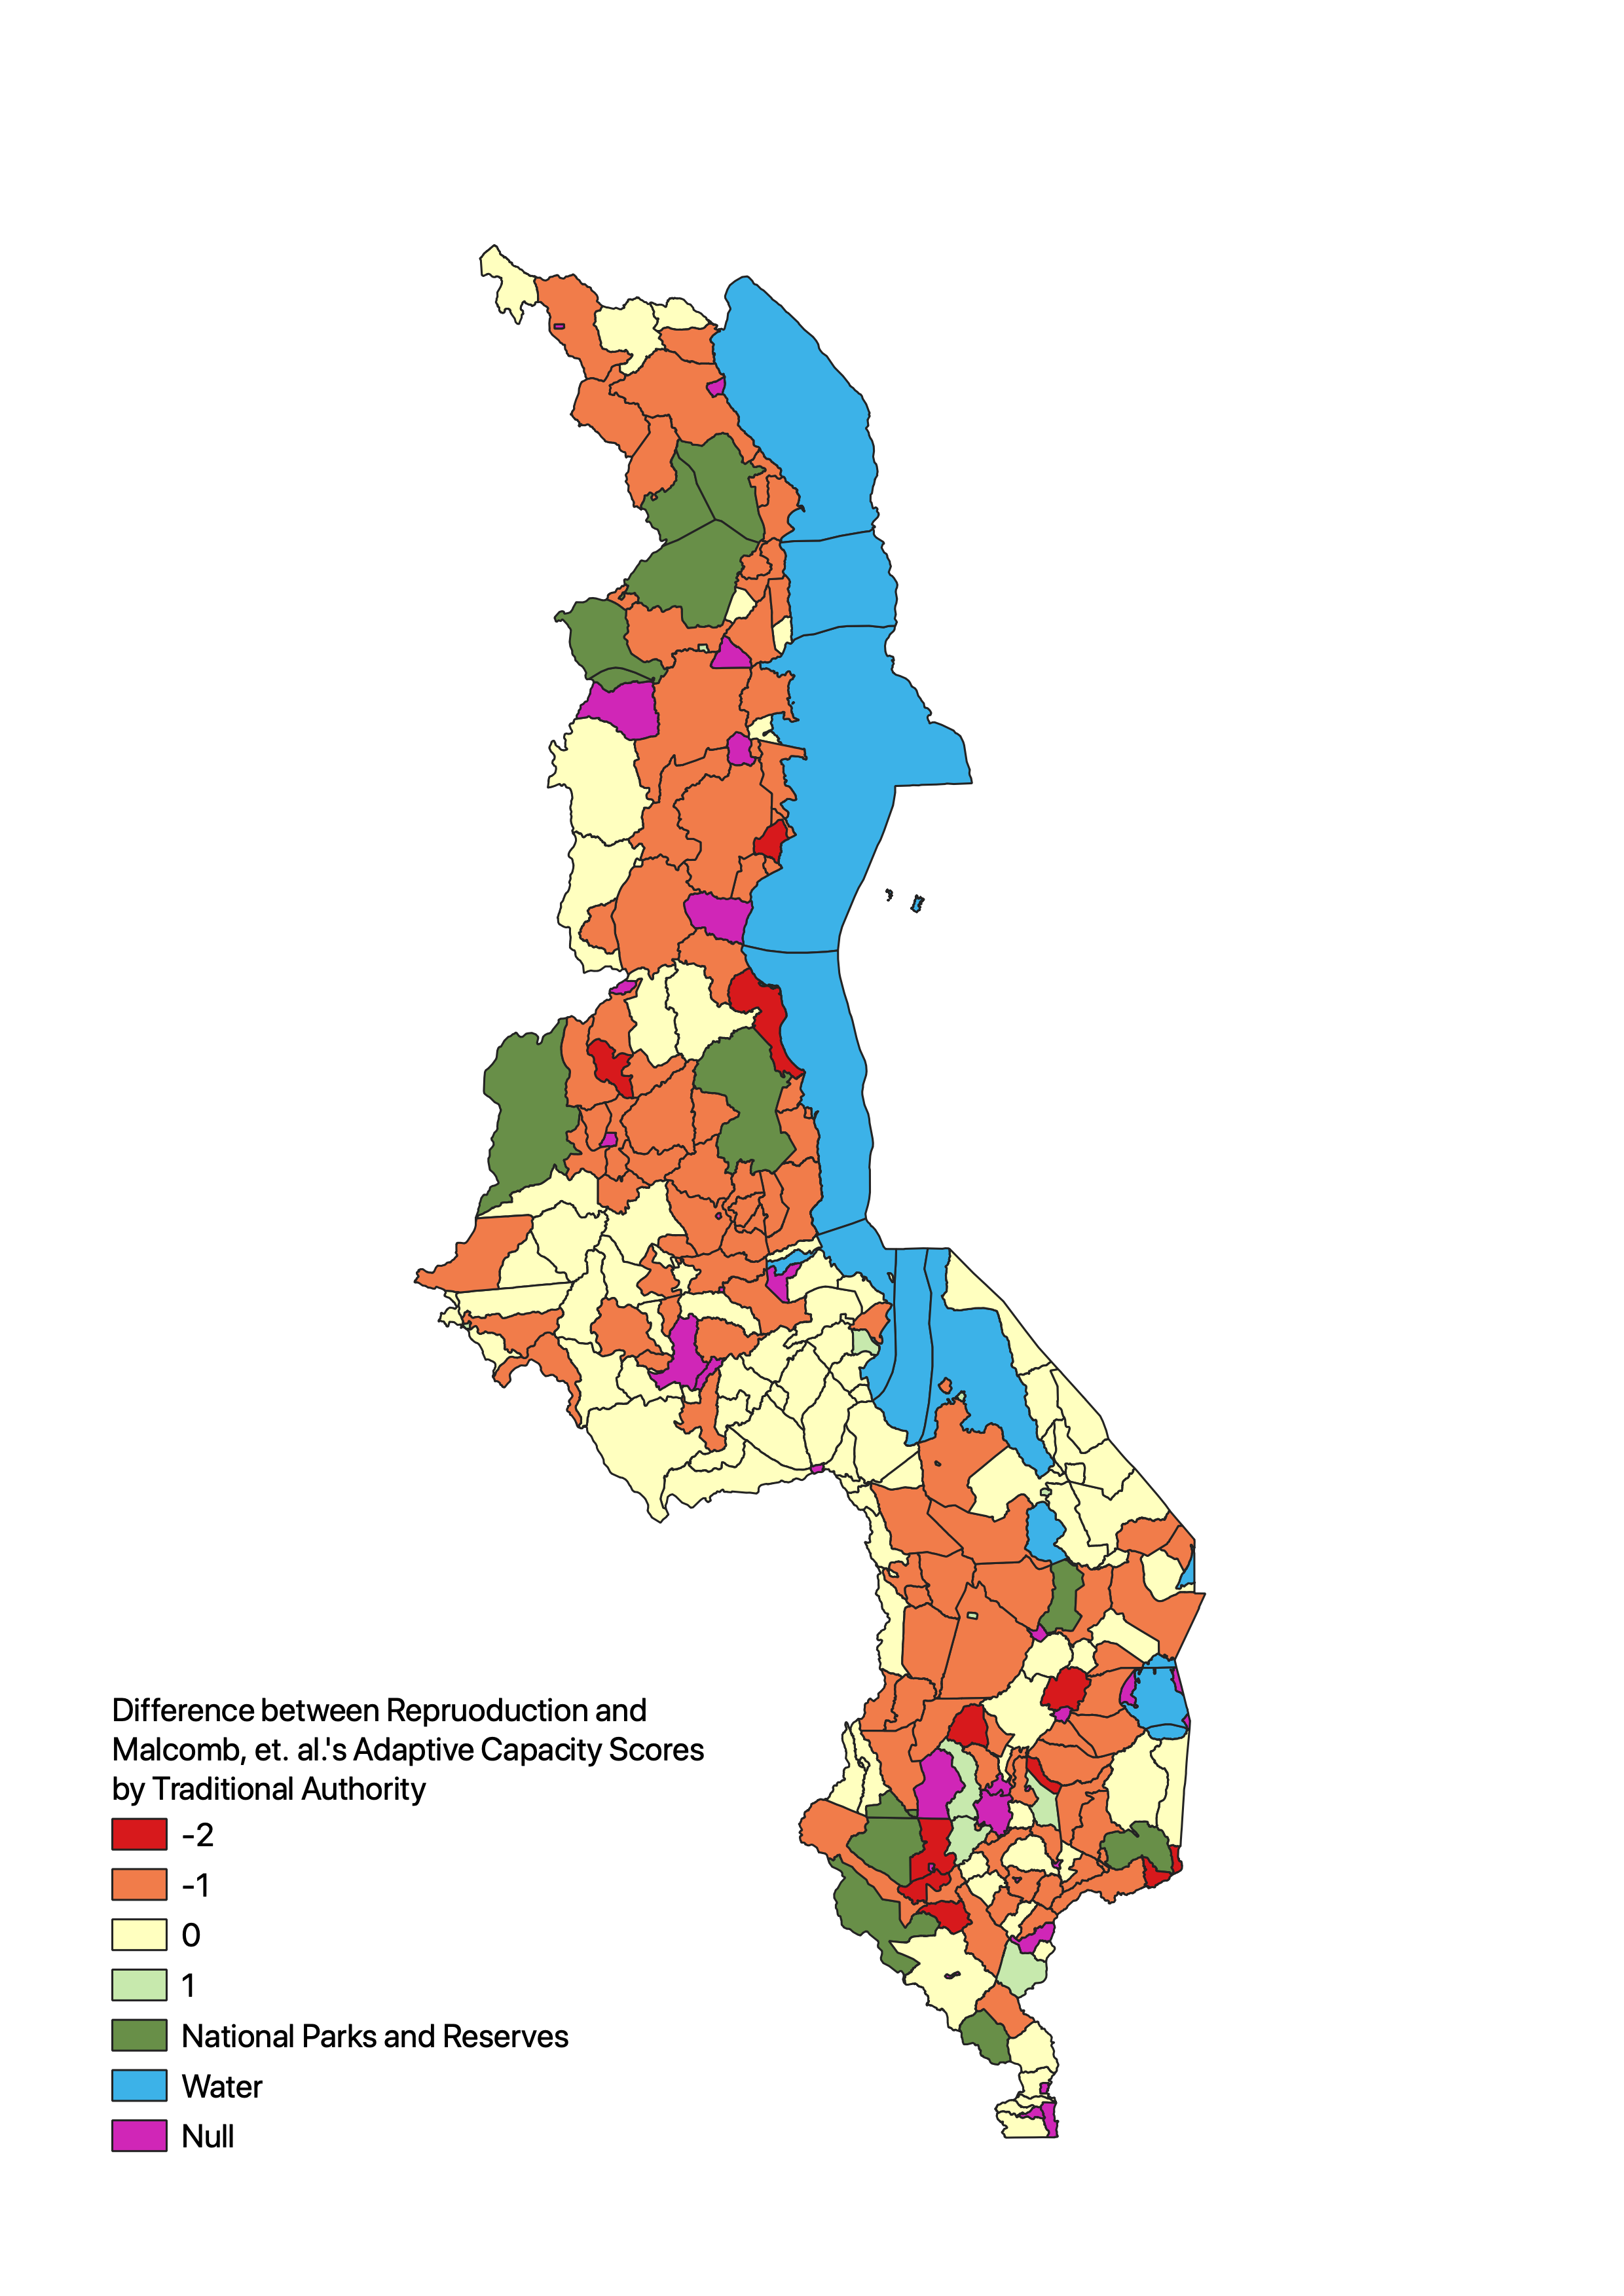 Difference between Repruoduction and
Malcomb, et. al.'s Adaptive Capacity Scores
by Traditional Authority
-2
-1
0
1
National Parks and Reserves
Water
Null